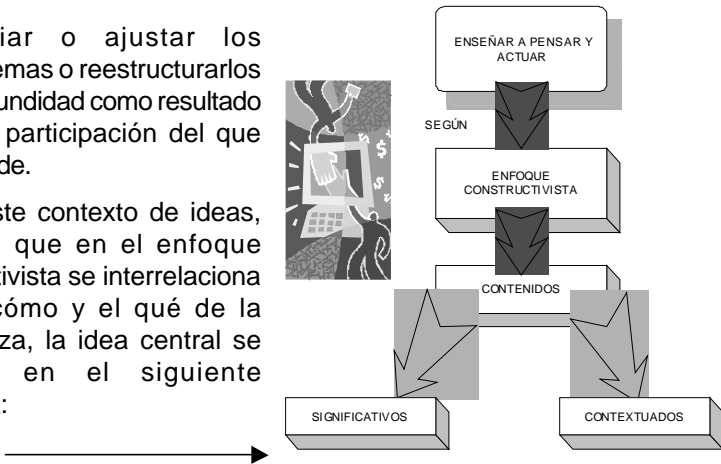 iar o ajustar los
emas o reestructurarlos
undidad como resultado
participación del que
de.
ste contexto de ideas,
que en el enfoque
tivista se interrelaciona
cómo y el qué de la
za, la idea central se
en el siguiente
:
ENSEÑAR A PENSAR Y
ACTUAR
SEGÚN
ENFOQUE
CONSTRUCTIVISTA
CONTENIDOS
SIGNIFICATIVOS
CONTEXTUADOS